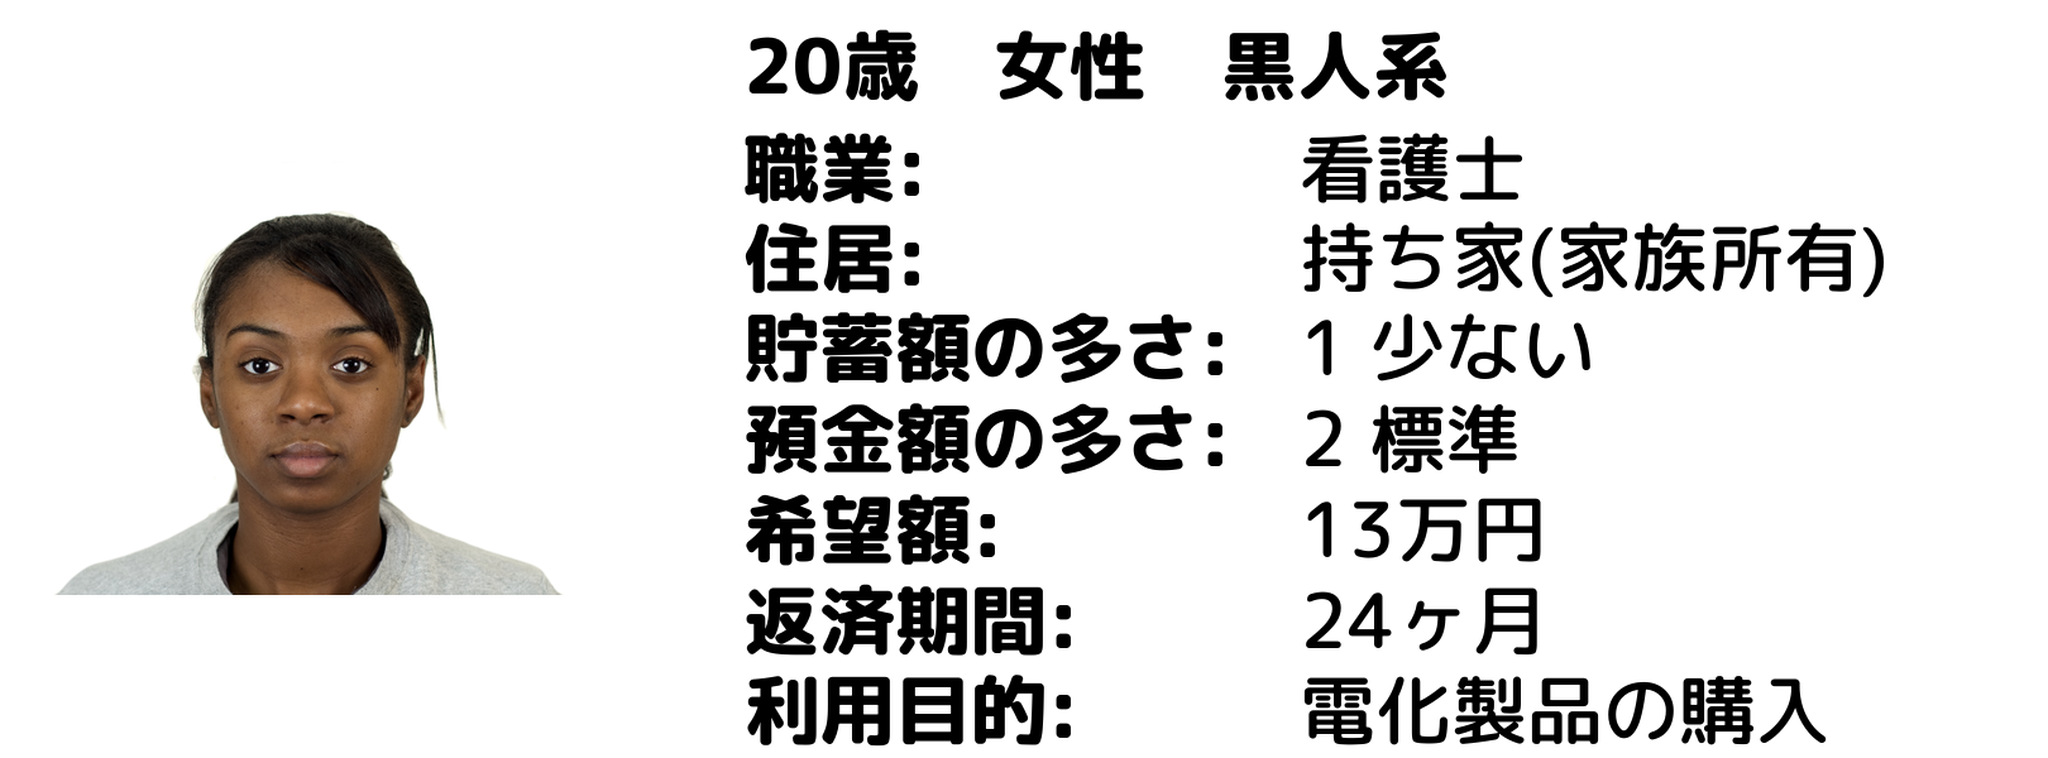 20歳　女性　黒人系
職業: 看護士
住居: 持ち家(家族所有)
貯蓄額の多さ: 1 少ない
預金額の多さ: 2 標準
希望額: 13万円
返済期間: 24ヶ月
利用目的: 電化製品の購入